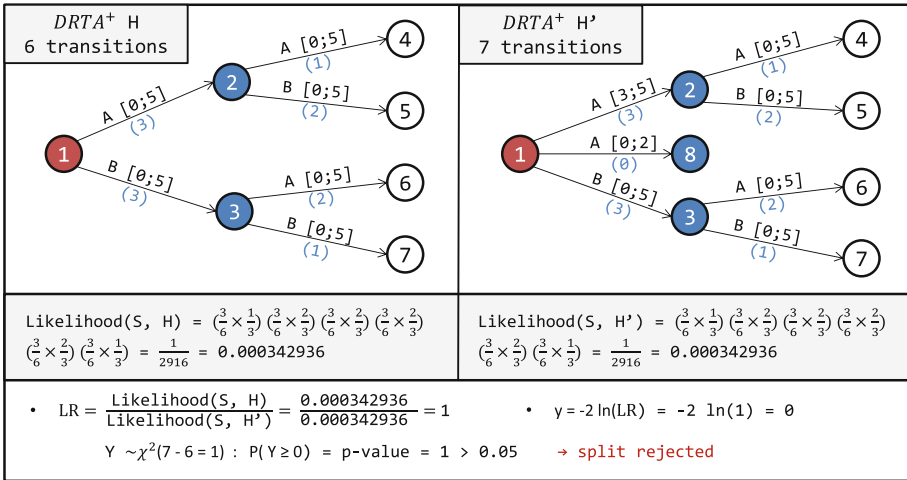 DRTA⁺ H
6 transitions
A [0;5]
(3)
B [0;5]
(3)
A [0;5]
(1)
B [0;5]
(2)
A [0;5]
(2)
B [0;5]
(1)
1
2
3
4
5
6
7
DRTA⁺ H’
7 transitions
A [3;5]
(3)
A [0;2]
(0)
B [0;5]
(3)
A [0;5]
(1)
B [0;5]
(2)
A [0;5]
(2)
B [0;5]
(1)
1
2
8
3
4
5
6
7
Likelihood(S, H) = (3/6 × 1/3) (3/6 × 2/3) (3/6 × 2/3) (3/6 × 2/3)
(3/6 × 2/3) (3/6 × 1/3) = 1/2916 = 0.000342936
Likelihood(S, H’) = (3/6 × 1/3) (3/6 × 2/3) (3/6 × 2/3) (3/6 × 2/3)
(3/6 × 2/3) (3/6 × 1/3) = 1/2916 = 0.000342936
• LR = Likelihood(S, H) / Likelihood(S, H’) = 0.000342936 / 0.000342936 = 1
• y = -2 ln(LR) = -2 ln(1) = 0
Y ~χ²(7 - 6 = 1) : P( Y ≥ 0) = p-value = 1 > 0.05 → split rejected